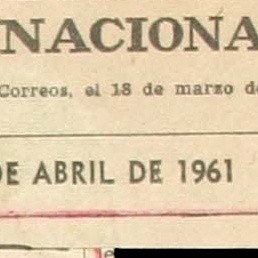 NACIONA
Correos, el 18 de marzo de
DE ABRIL DE 1961